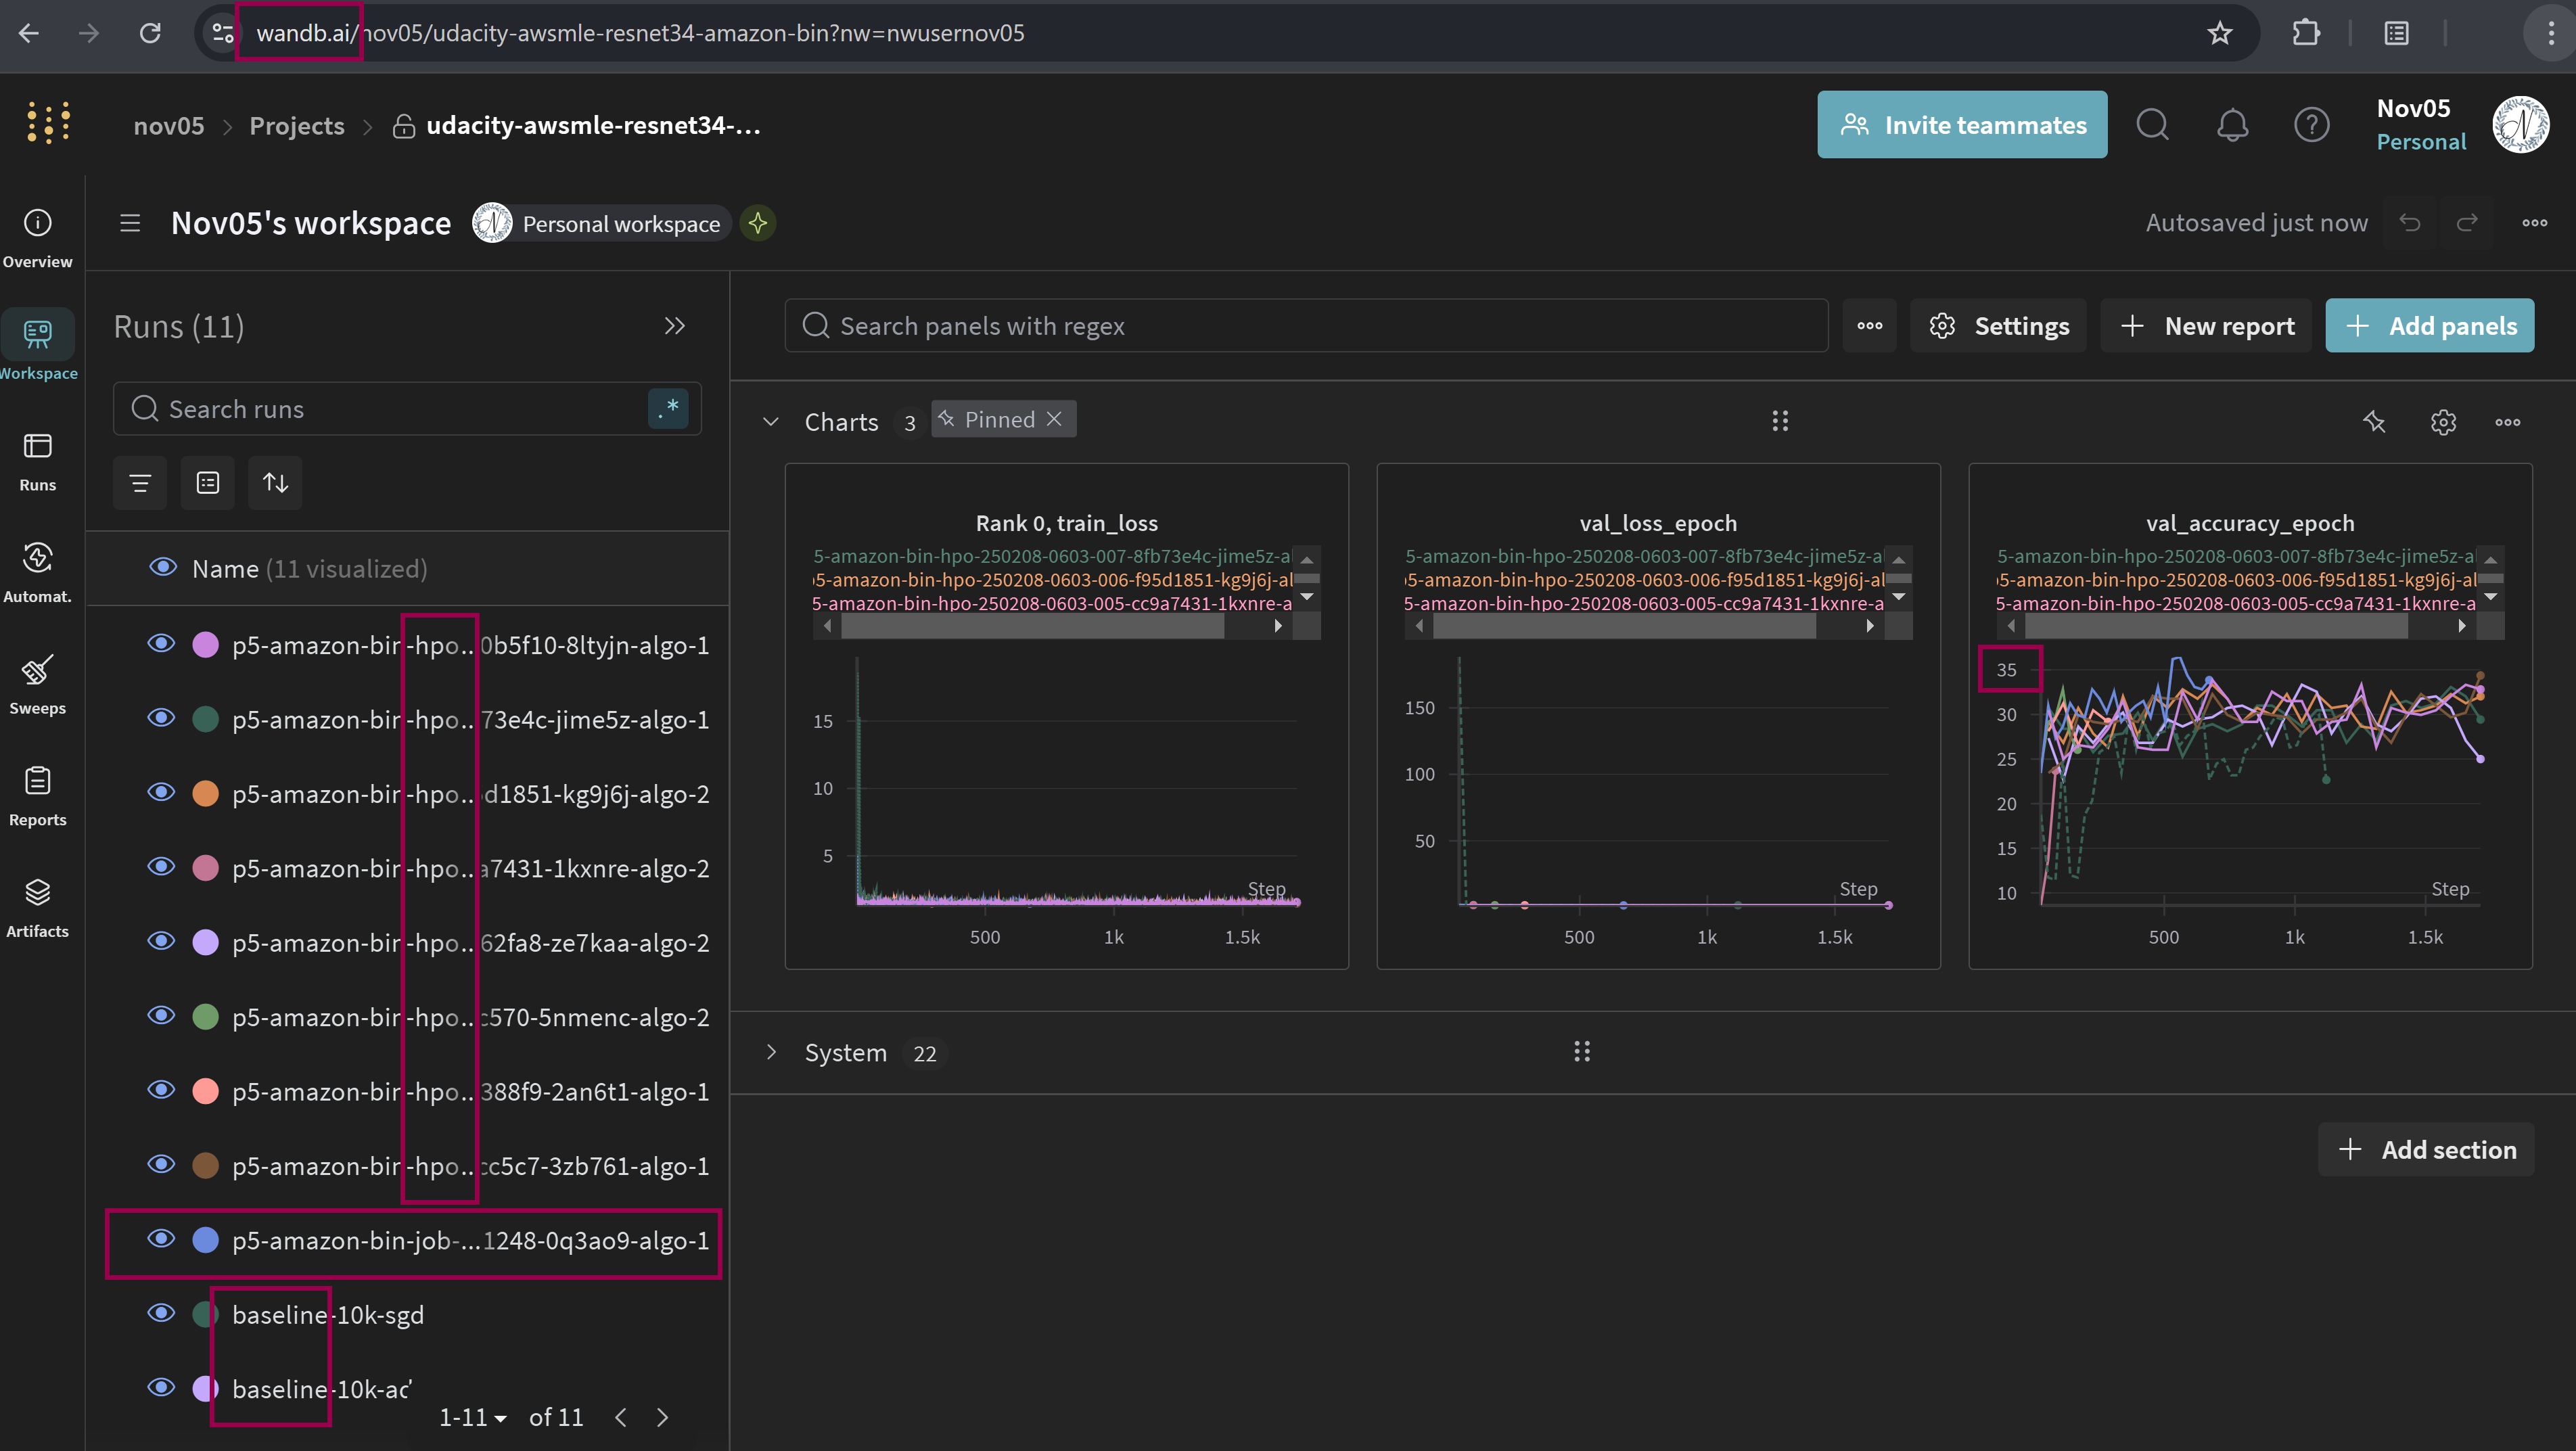 wandb.ai/nov05/udacity-awsmle-resnet34-amazon-bin?nw=nwusernov05
nov05 > Projects > udacity-awsmle-resnet34-...
Invite teammates
Nov05
Personal
Nov05's workspace
Personal workspace
Autosaved just now
Overview
Workspace
Runs
Automat.
Sweeps
Reports
Artifacts
Runs (11)
Search runs
.*
Name (11 visualized)
p5-amazon-bin-hpo...0b5f10-8ltyjn-algo-1
p5-amazon-bin-hpo...73e4c-jime5z-algo-1
p5-amazon-bin-hpo...d1851-kg9j6j-algo-2
p5-amazon-bin-hpo...a7431-1kxnre-algo-2
p5-amazon-bin-hpo...62fa8-ze7kaa-algo-2
p5-amazon-bin-hpo...c570-5nmenc-algo-2
p5-amazon-bin-hpo...388f9-2an6t1-algo-1
p5-amazon-bin-hpo...cc5c7-3zb761-algo-1
p5-amazon-bin-job-...1248-0q3ao9-algo-1
baseline-10k-sgd
baseline-10k-ac
1-11 of 11
Search panels with regex
Settings
New report
Add panels
Charts 3 Pinned
Rank 0, train_loss
5-amazon-bin-hpo-250208-0603-007-8fb73e4c-jime5z-al
5-amazon-bin-hpo-250208-0603-006-f95d1851-kg9j6j-al
5-amazon-bin-hpo-250208-0603-005-cc9a7431-1kxnre-a
15
10
5
Step
500 1k 1.5k
val_loss_epoch
5-amazon-bin-hpo-250208-0603-007-8fb73e4c-jime5z-a
5-amazon-bin-hpo-250208-0603-006-f95d1851-kg9j6j-al
5-amazon-bin-hpo-250208-0603-005-cc9a7431-1kxnre-a
150
100
50
Step
500 1k 1.5k
val_accuracy_epoch
5-amazon-bin-hpo-250208-0603-007-8fb73e4c-jime5z-a
5-amazon-bin-hpo-250208-0603-006-f95d1851-kg9j6j-al
5-amazon-bin-hpo-250208-0603-005-cc9a7431-1kxnre-a
35
30
25
20
15
10
Step
500 1k 1.5k
System 22
Add section